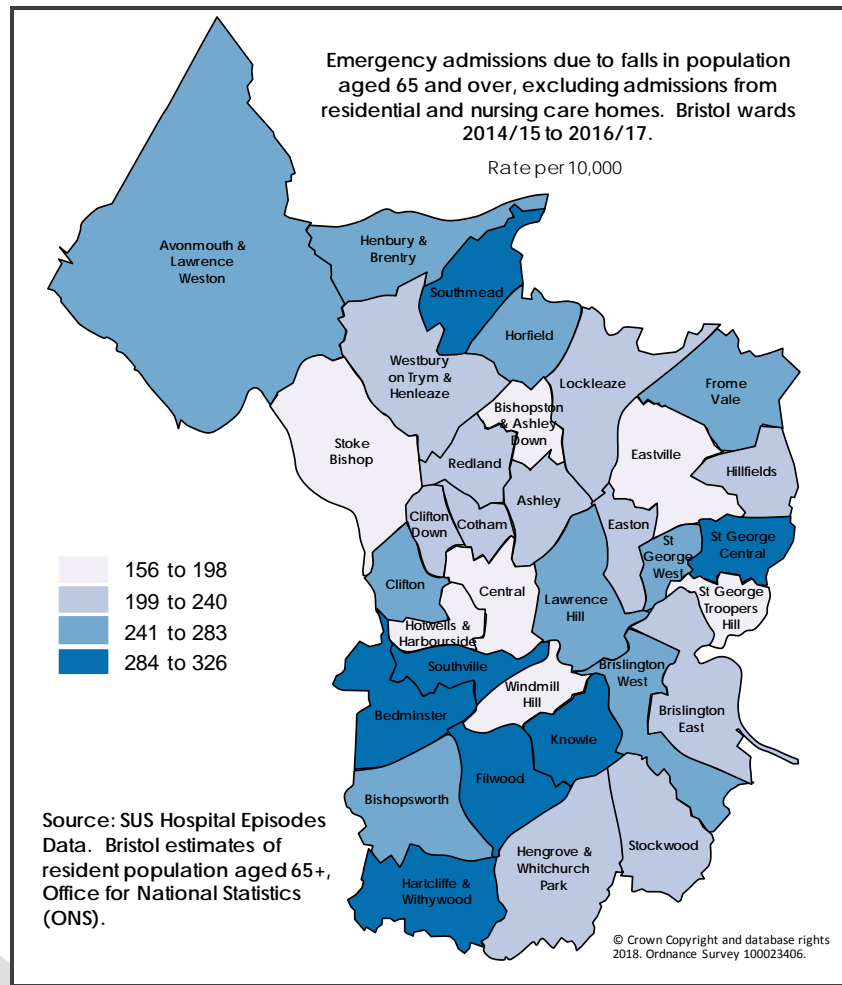 Emergency admissions due to falls in population
aged 65 and over, excluding admissions from
residential and nursing care homes. Bristol wards
2014/15 to 2016/17.
Rate per 10,000
Avonmouth &
Lawrence
Weston
Henbury &
Brentry
Southmead
Horfield
Westbury
on Trym &
Henleaze
Lockleaze
Frome
Vale
Bishopston
& Ashley
Down
Stoke
Bishop
Eastville
Redland
Hillfields
Ashley
Clifton
Down
Cotham
Easton
St
George
West
St George
Central
Clifton
Central
Lawrence
Hill
St George
Troopers
Hill
Hotwells &
Harbourside
156 to 198
199 to 240
241 to 283
284 to 326
Southville
Brislington
West
Windmill
Hill
Bedminster
Brislington
East
Knowle
Filwood
Bishopsworth
Stockwood
Hengrove &
Whitchurch
Park
Hartcliffe &
Withywood
Source: SUS Hospital Episodes
Data.  Bristol estimates of
resident population aged 65+,
Office for National Statistics
(ONS).
© Crown Copyright and database rights
2018. Ordnance Survey 100023406.